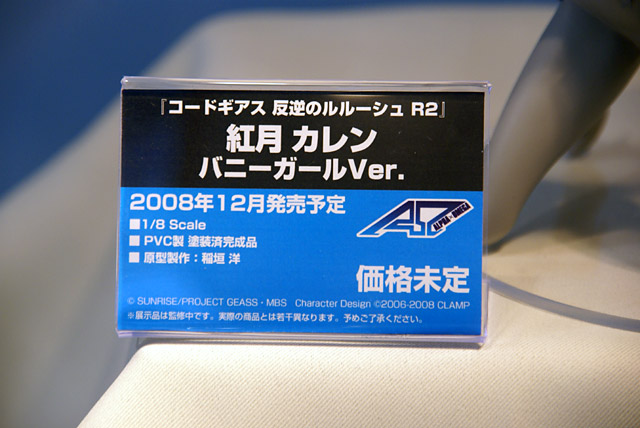 『コードギアス 反逆のルルーシュ R2』
紅月 カレン
バニーガールVer.
2008年12月発売予定
■1/8 Scale
■PVC製 塗装済完成品
■原型製作：稲垣 洋
ALPHA×OMEGA
価格未定
© SUNRISE/PROJECT GEASS・MBS Character Design ©2006-2008 CLAMP
※展示品は監修中です。実際の商品とは若干異なります。予めご了承ください。